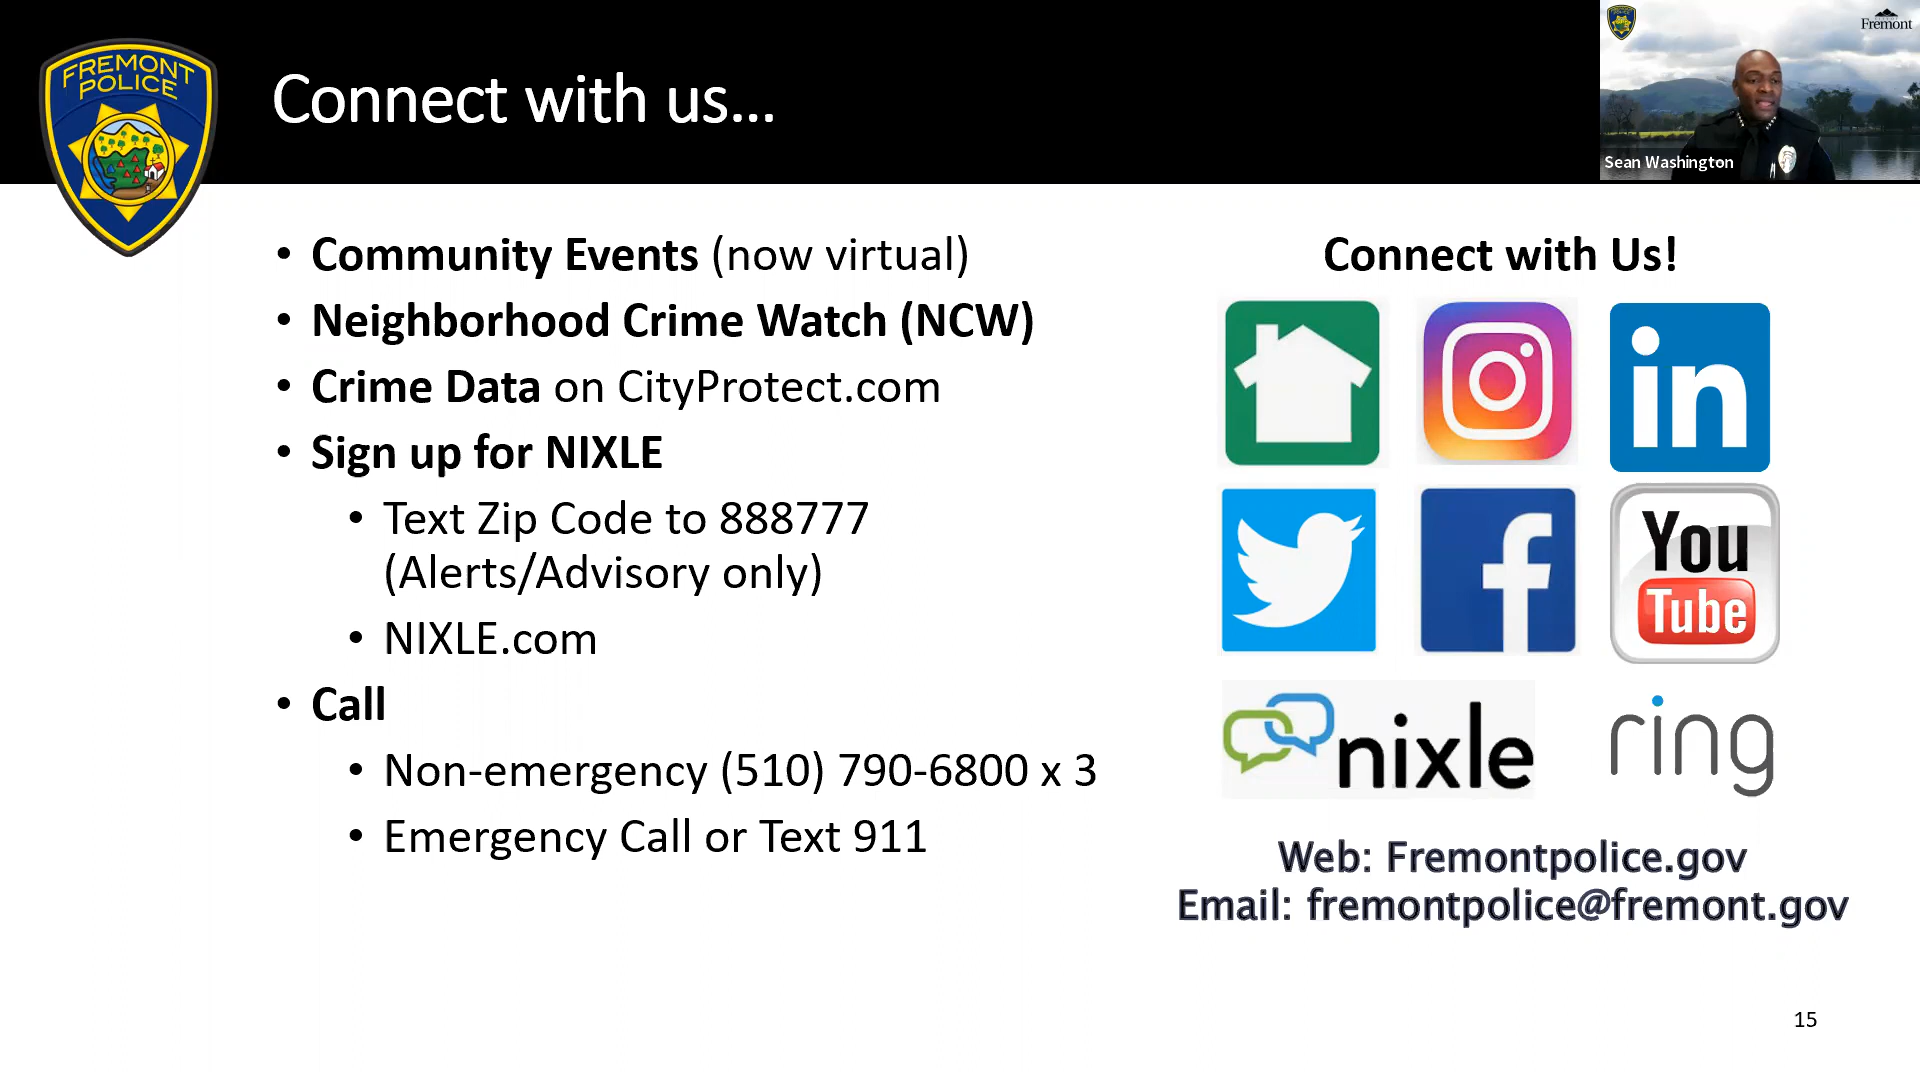 FREMONT
POLICE
Connect with us...
Fremont
Sean Washington
• Community Events (now virtual)
• Neighborhood Crime Watch (NCW)
• Crime Data on CityProtect.com
• Sign up for NIXLE
• Text Zip Code to 888777
(Alerts/Advisory only)
• NIXLE.com
• Call
• Non-emergency (510) 790-6800 x 3
• Emergency Call or Text 911
Connect with Us!
in
f
You
Tube
nixle
ring
Web: Fremontpolice.gov
Email: fremontpolice@fremont.gov
15